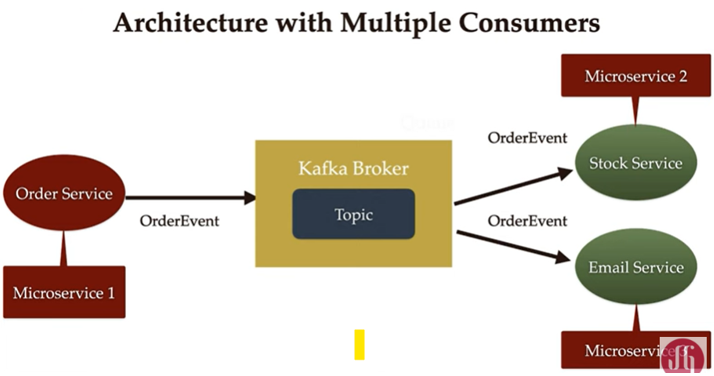 Architecture with Multiple Consumers
Microservice 2
OrderEvent
Stock Service
Kafka Broker
Topic
Order Service
OrderEvent
OrderEvent
Email Service
Microservice 1
Microservice